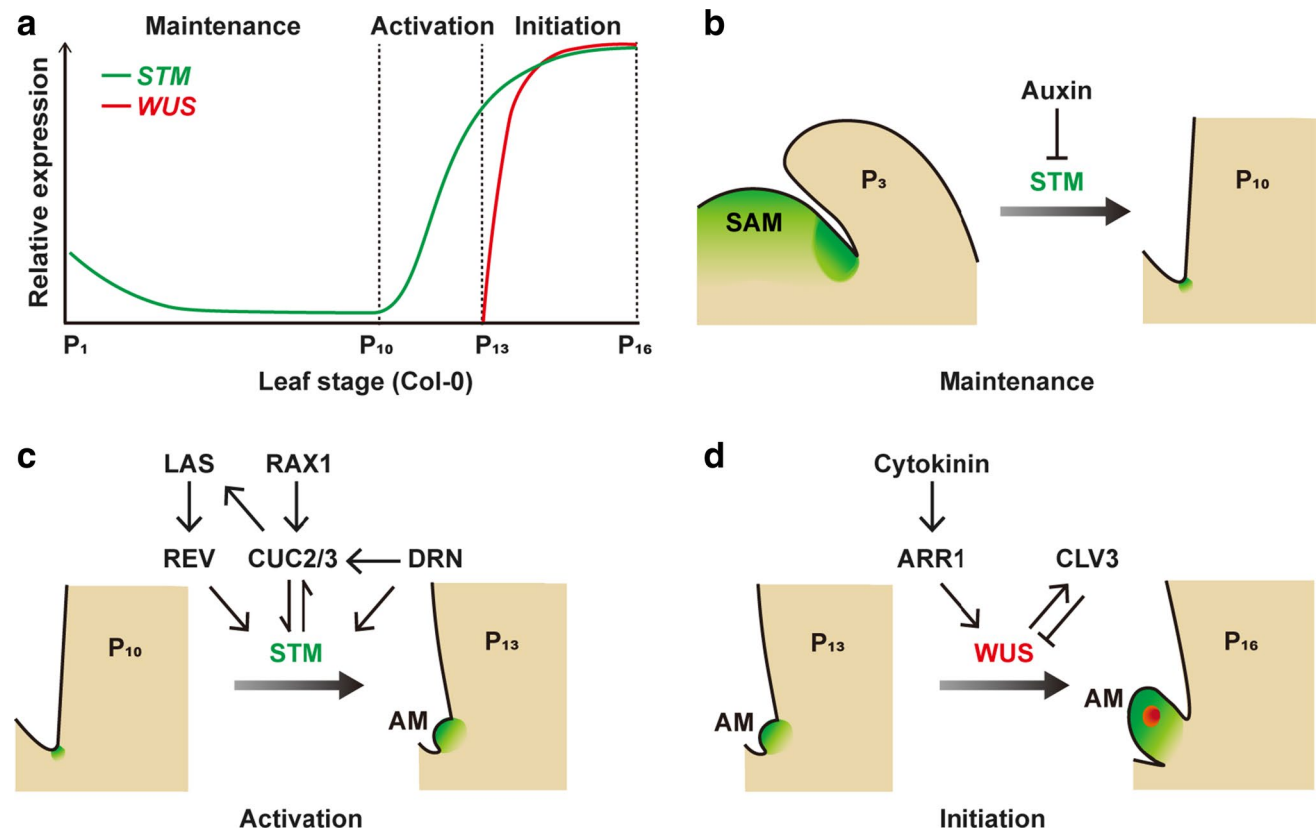 a
Maintenance Activation Initiation
STM
WUS
Relative expression
P₁ P₁₀ P₁₃ P₁₆
Leaf stage (Col-0)
b
Auxin
STM
SAM P₃ P₁₀
Maintenance
c
LAS RAX1
REV CUC2/3 DRN
STM
P₁₀ P₁₃
AM
Activation
d
Cytokinin
ARR1 CLV3
WUS
P₁₃ P₁₆
AM AM
Initiation